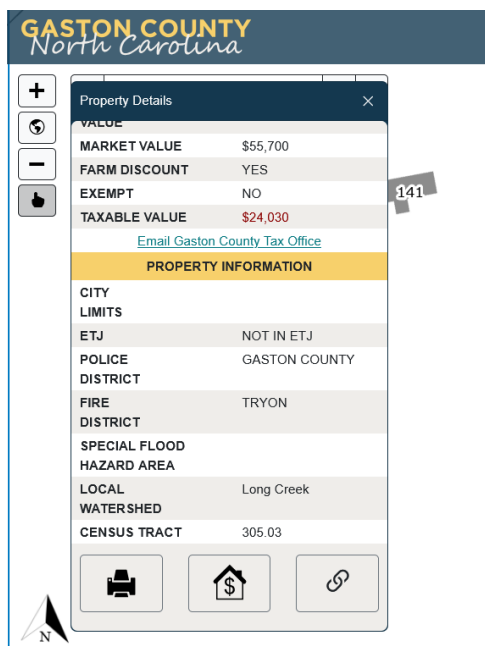 GASTON COUNTY
North Carolina
Property Details
VALUE
MARKET VALUE $55,700
FARM DISCOUNT YES
EXEMPT NO
TAXABLE VALUE $24,030
Email Gaston County Tax Office
PROPERTY INFORMATION
CITY
LIMITS
ETJ NOT IN ETJ
POLICE GASTON COUNTY
DISTRICT
FIRE TRYON
DISTRICT
SPECIAL FLOOD
HAZARD AREA
LOCAL Long Creek
WATERSHED
CENSUS TRACT 305.03
141
N